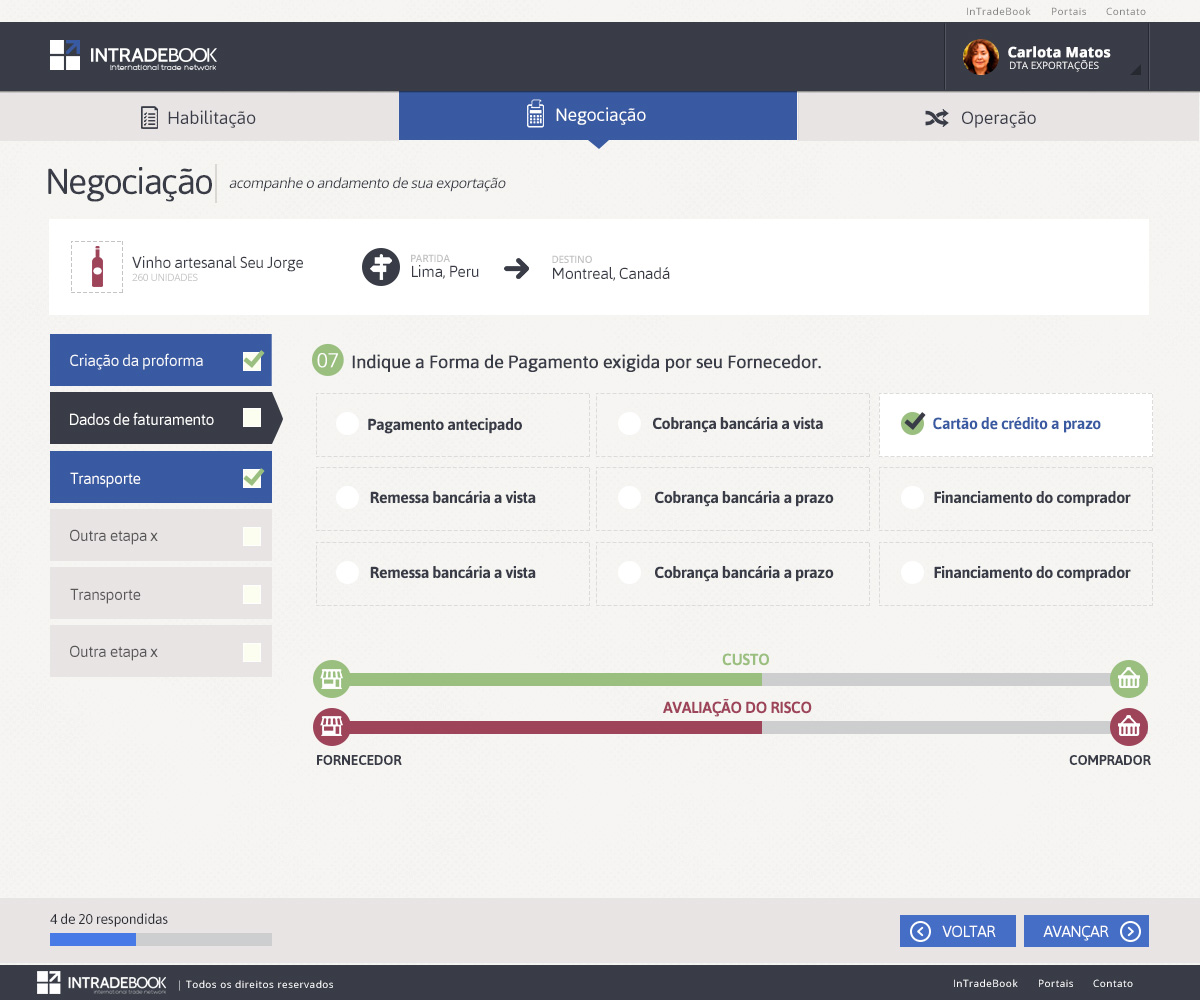 InTradeBook Portais Contato
INTRADEBOOK
international trade network
Carlota Matos
DTA EXPORTAÇÕES
Habilitação
Negociação
Operação
Negociação
acompanhe o andamento de sua exportação
Vinho artesanal Seu Jorge
260 UNIDADES
PARTIDA
Lima, Peru
DESTINO
Montreal, Canadá
Criação da proforma
Dados de faturamento
Transporte
Outra etapa x
Transporte
Outra etapa x
07 Indique a Forma de Pagamento exigida por seu Fornecedor.
Pagamento antecipado
Cobrança bancária a vista
Cartão de crédito a prazo
Remessa bancária a vista
Cobrança bancária a prazo
Financiamento do comprador
Remessa bancária a vista
Cobrança bancária a prazo
Financiamento do comprador
CUSTO
AVALIAÇÃO DO RISCO
FORNECEDOR
COMPRADOR
4 de 20 respondidas
VOLTAR
AVANÇAR
INTRADEBOOK
international trade network
| Todos os direitos reservados
InTradeBook Portais Contato